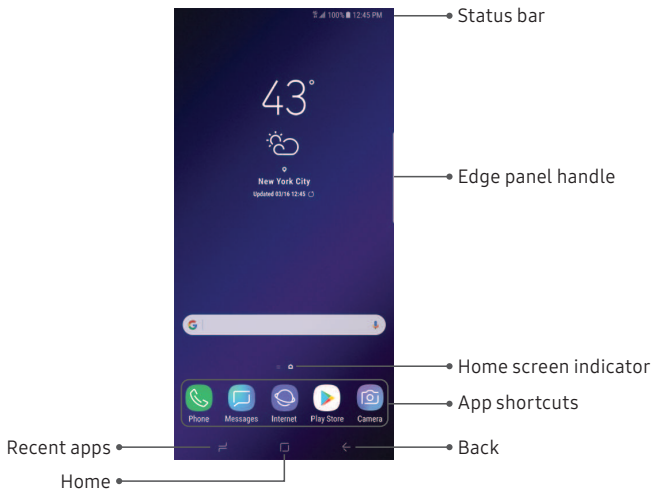 100% 12:45 PM
Status bar
43°
New York City
Updated 03/16 12:45
Edge panel handle
G
Home screen indicator
Phone Messages Internet Play Store Camera
App shortcuts
Recent apps
Back
Home